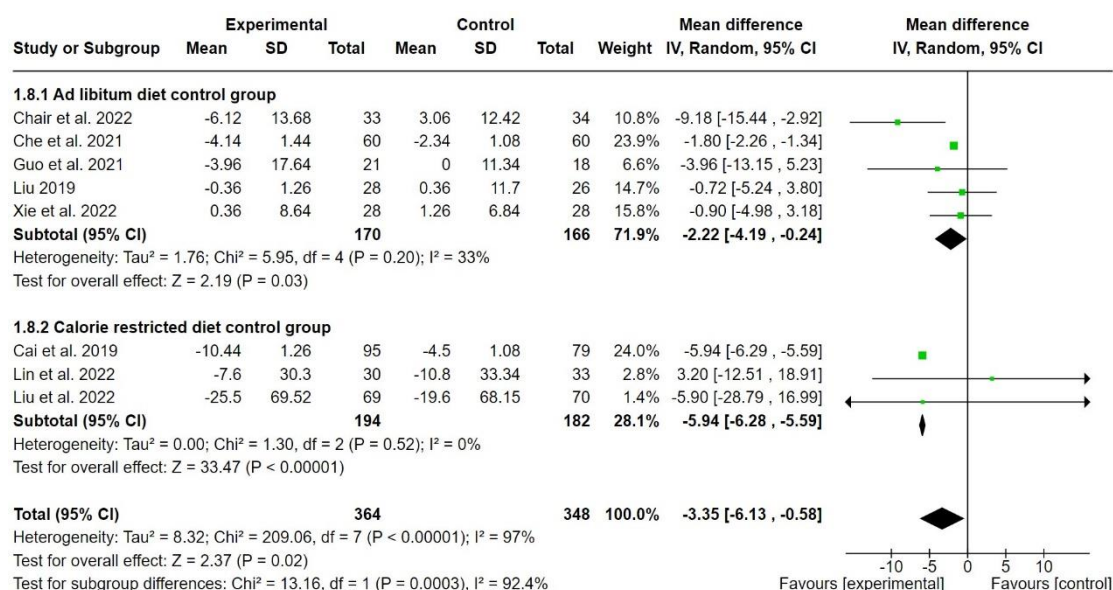 Experimental Control Mean difference Mean difference
Study or Subgroup Mean SD Total Mean SD Total Weight IV, Random, 95% CI IV, Random, 95% CI
1.8.1 Ad libitum diet control group
Chair et al. 2022 -6.12 13.68 33 3.06 12.42 34 10.8% -9.18 [-15.44 , -2.92]
Che et al. 2021 -4.14 1.44 60 -2.34 1.08 60 23.9% -1.80 [-2.26 , -1.34]
Guo et al. 2021 -3.96 17.64 21 0 11.34 18 6.6% -3.96 [-13.15 , 5.23]
Liu 2019 -0.36 1.26 28 0.36 11.7 26 14.7% -0.72 [-5.24 , 3.80]
Xie et al. 2022 0.36 8.64 28 1.26 6.84 28 15.8% -0.90 [-4.98 , 3.18]
Subtotal (95% CI) 170 166 71.9% -2.22 [-4.19 , -0.24]
Heterogeneity: Tau² = 1.76; Chi² = 5.95, df = 4 (P = 0.20); I² = 33%
Test for overall effect: Z = 2.19 (P = 0.03)
1.8.2 Calorie restricted diet control group
Cai et al. 2019 -10.44 1.26 95 -4.5 1.08 79 24.0% -5.94 [-6.29 , -5.59]
Lin et al. 2022 -7.6 30.3 30 -10.8 33.34 33 2.8% 3.20 [-12.51 , 18.91]
Liu et al. 2022 -25.5 69.52 69 -19.6 68.15 70 1.4% -5.90 [-28.79 , 16.99]
Subtotal (95% CI) 194 182 28.1% -5.94 [-6.28 , -5.59]
Heterogeneity: Tau² = 0.00; Chi² = 1.30, df = 2 (P = 0.52); I² = 0%
Test for overall effect: Z = 33.47 (P < 0.00001)
Total (95% CI) 364 348 100.0% -3.35 [-6.13 , -0.58]
Heterogeneity: Tau² = 8.32; Chi² = 209.06, df = 7 (P < 0.00001); I² = 97%
Test for overall effect: Z = 2.37 (P = 0.02)
-10 -5 0 5 10
Test for subgroup differences: Chi² = 13.16, df = 1 (P = 0.0003), I² = 92.4% Favours [experimental] Favours [control]